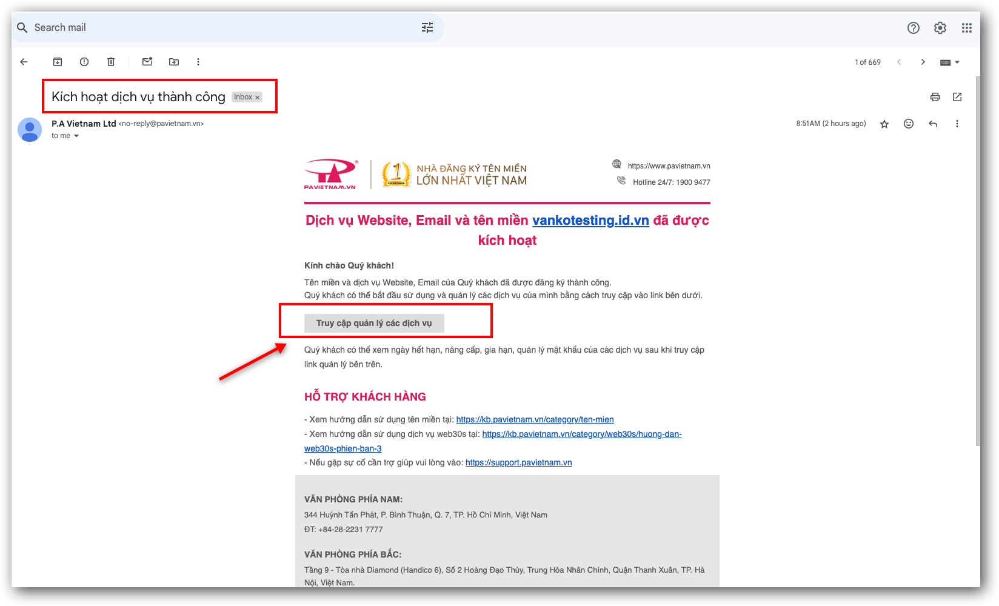 Search mail
1 of 669
Kích hoạt dịch vụ thành công Inbox ×
P.A Vietnam Ltd <no-reply@pavietnam.vn>
8:51AM (2 hours ago)
to me
PAVIETNAM.VN
1
P.A VIETNAM
NHÀ ĐĂNG KÝ TÊN MIỀN
LỚN NHẤT VIỆT NAM
https://www.pavietnam.vn
Hotline 24/7: 1900 9477
Dịch vụ Website, Email và tên miền vankotesting.id.vn đã được
kích hoạt
Kính chào Quý khách!
Tên miền và dịch vụ Website, Email của Quý khách đã được đăng ký thành công.
Quý khách có thể bắt đầu sử dụng và quản lý các dịch vụ của mình bằng cách truy cập vào link bên dưới.
Truy cập quản lý các dịch vụ
Quý khách có thể xem ngày hết hạn, nâng cấp, gia hạn, quản lý mật khẩu của các dịch vụ sau khi truy cập
link quản lý bên trên.
HỖ TRỢ KHÁCH HÀNG
- Xem hướng dẫn sử dụng tên miền tại: https://kb.pavietnam.vn/category/ten-mien
- Xem hướng dẫn sử dụng dịch vụ web30s tại: https://kb.pavietnam.vn/category/web30s/huong-dan-
web30s-phien-ban-3
- Nếu gặp sự cố cần trợ giúp vui lòng vào: https://support.pavietnam.vn
VĂN PHÒNG PHÍA NAM:
344 Huỳnh Tấn Phát, P. Bình Thuận, Q. 7, TP. Hồ Chí Minh, Việt Nam
ĐT: +84-28-2231 7777
VĂN PHÒNG PHÍA BẮC:
Tầng 9 - Tòa nhà Diamond (Handico 6), Số 2 Hoàng Đạo Thúy, Trung Hòa Nhân Chính, Quận Thanh Xuân, TP. Hà
Nội, Việt Nam.